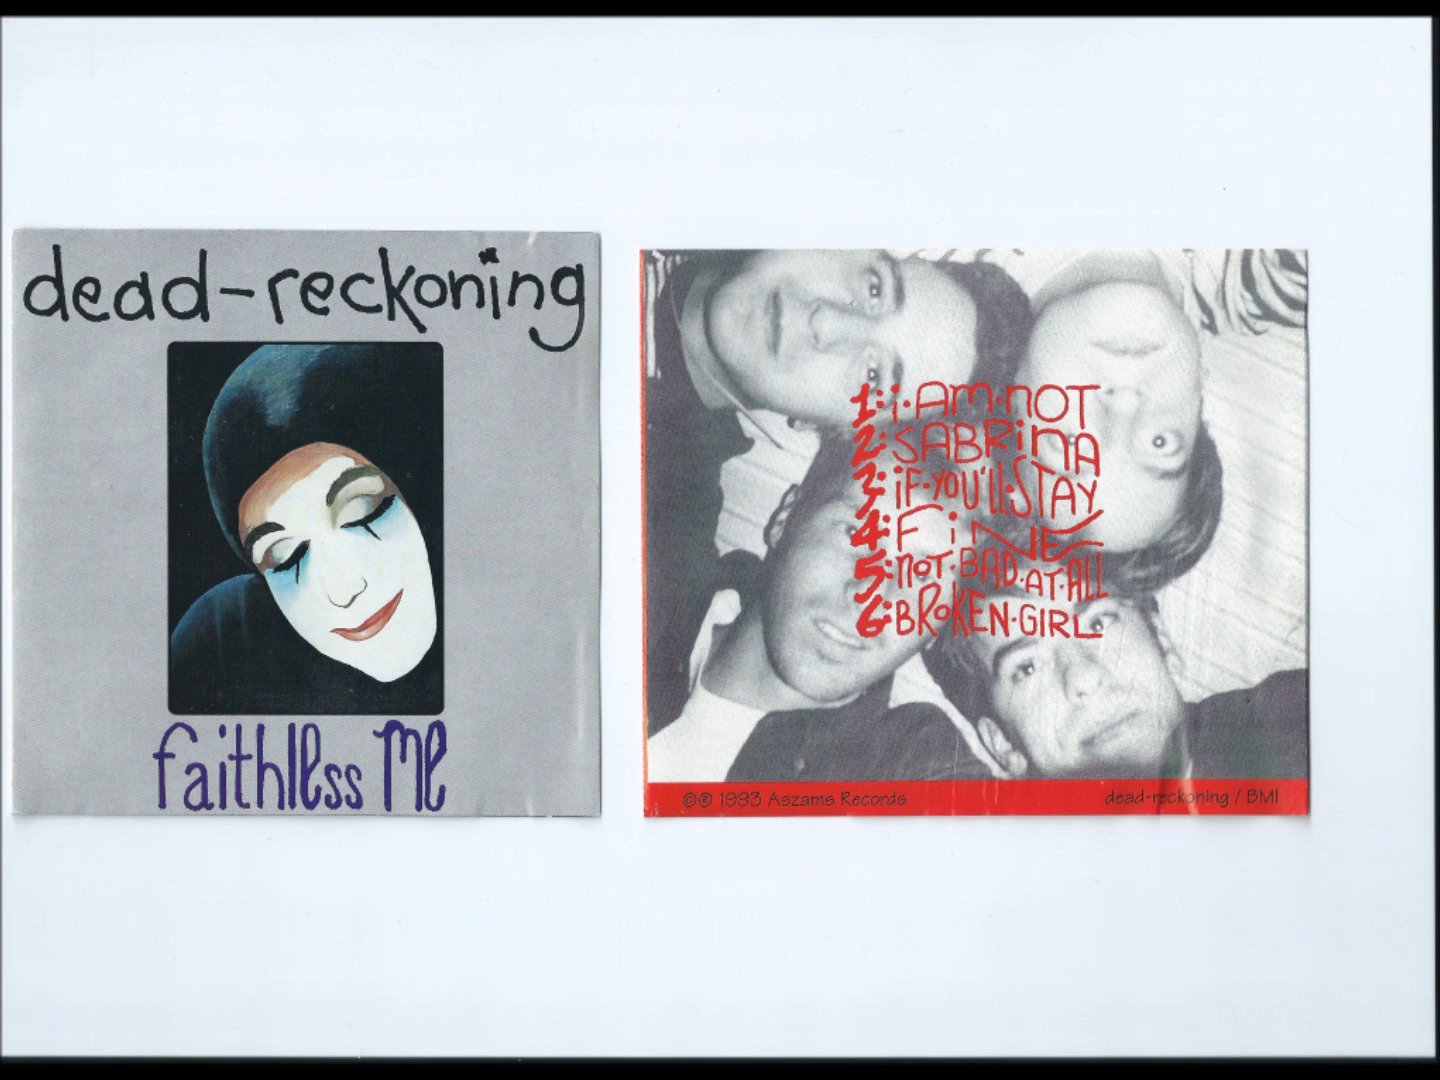 dead-reckoning
faithless me
1: i·AM·nOT
2: SABRiNA
3: iF·YOU'll·STAY
4: FiNE
5: nOT·BAD·AT·All
6: BROKEN·GIRL
©℗ 1993 Aszams Records
dead-reckoning / BMI